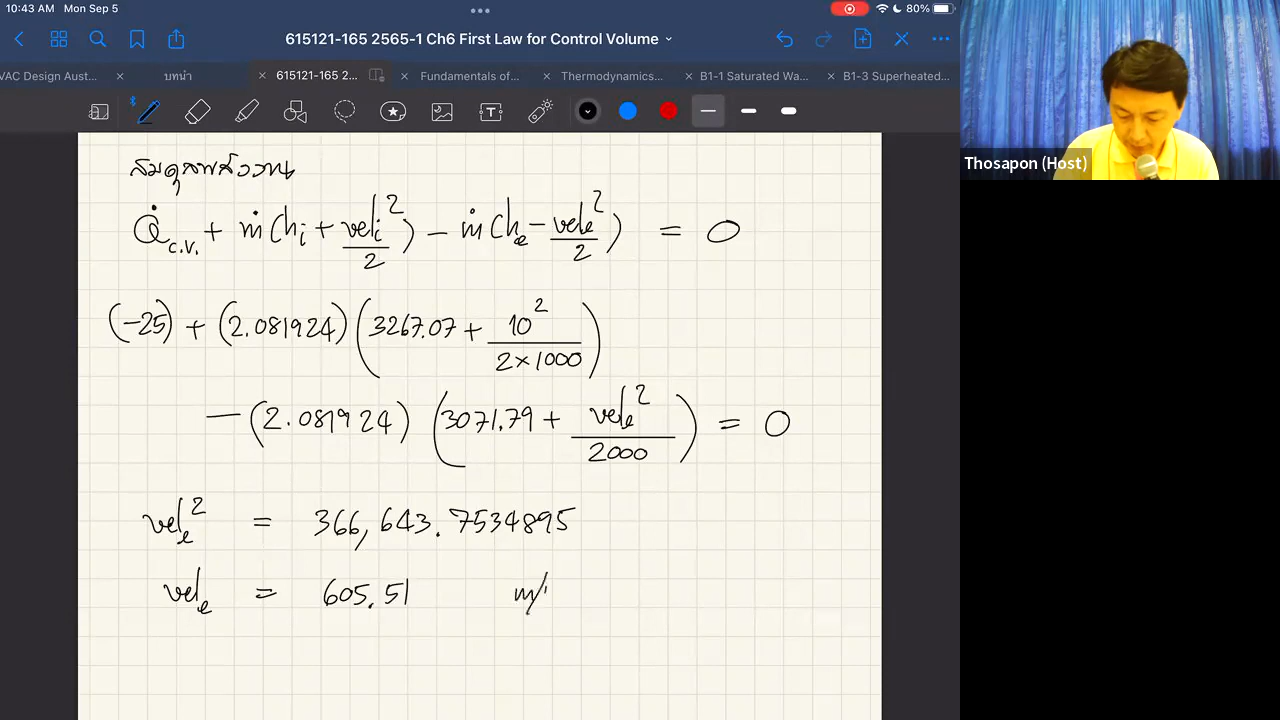 10:43 AM Mon Sep 5
80%
615121-165 2565-1 Ch6 First Law for Control Volume
VAC Design Aust...
บทนำ
615121-165 2...
Fundamentals of...
Thermodynamics...
B1-1 Saturated Wa...
B1-3 Superheated...
T
Thosapon (Host)
สมดุลพลังงาน
Q̇c.v. + ṁ(hi + veli²/2) − ṁ(he − vele²/2) = 0
(−25) + (2.081924)(3267.07 + 10²/2×1000)
− (2.081924)(3071.79 + vele²/2000) = 0
vele² = 366,643.7534895
vele = 605.51 m/